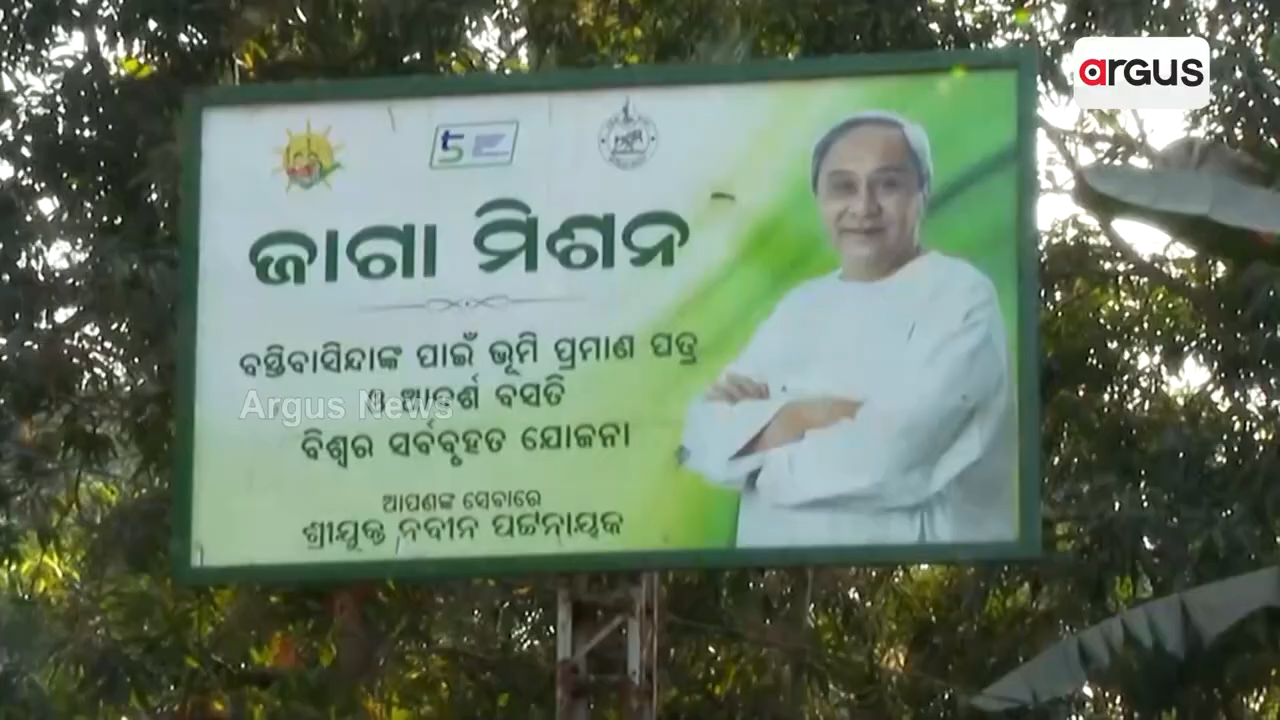 argus
5T
ଜାଗା ମିଶନ
ବସ୍ତିବାସିନ୍ଦାଙ୍କ ପାଇଁ ଭୂମି ପ୍ରମାଣ ପତ୍ର
ଓ ଆଦର୍ଶ ବସତି
Argus News
ବିଶ୍ୱର ସର୍ବବୃହତ ଯୋଜନା
ଆପଣଙ୍କ ସେବାରେ
ଶ୍ରୀଯୁକ୍ତ ନବୀନ ପଟ୍ଟନାୟକ